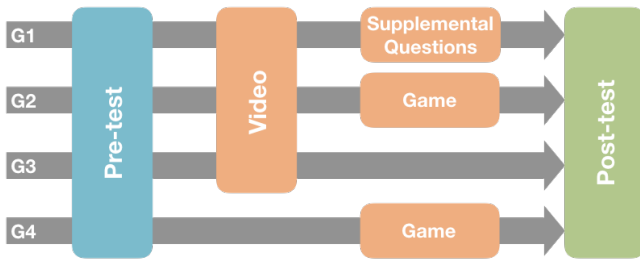 G1
Supplemental
Questions
G2
Game
Pre-test
Video
Post-test
G3
G4
Game